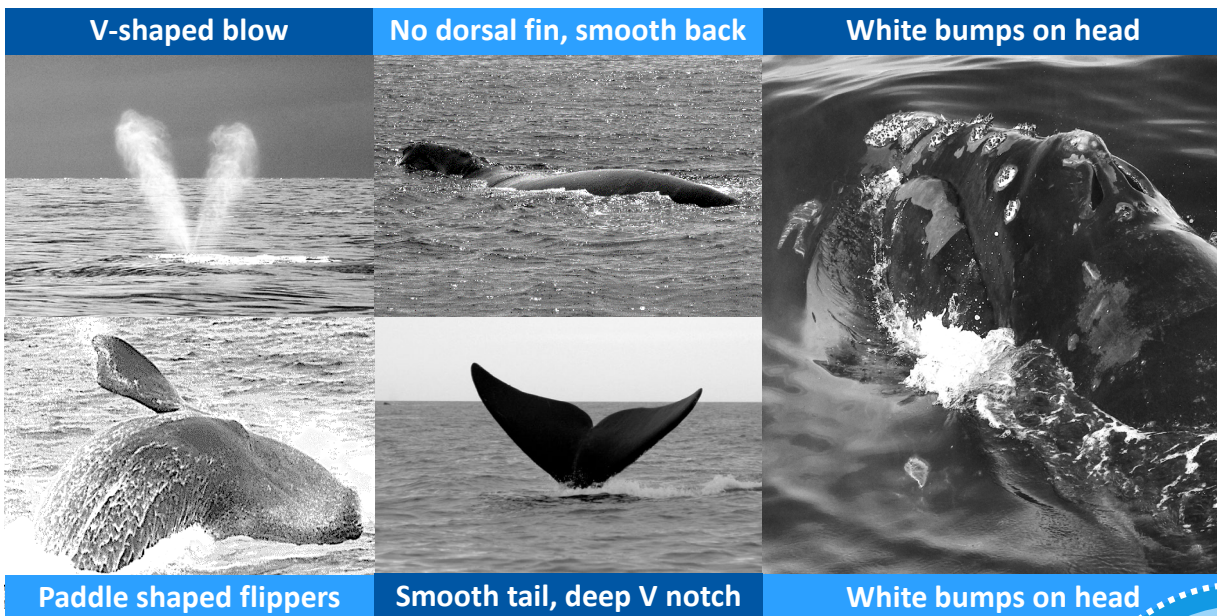 V-shaped blow
No dorsal fin, smooth back
White bumps on head
Paddle shaped flippers
Smooth tail, deep V notch
White bumps on head